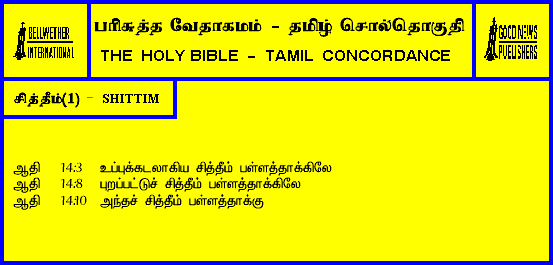 BELLWETHER
INTERNATIONAL
பரிசுத்த வேதாகமம் - தமிழ் சொல்தொகுதி
THE HOLY BIBLE - TAMIL CONCORDANCE
GOOD NEWS
PUBLISHERS
சித்தீம்(1) - SHITTIM
ஆதி 14:3 உப்புக்கடலாகிய சித்தீம் பள்ளத்தாக்கிலே
ஆதி 14:8 புறப்பட்டுச் சித்தீம் பள்ளத்தாக்கிலே
ஆதி 14:10 அந்தச் சித்தீம் பள்ளத்தாக்கு